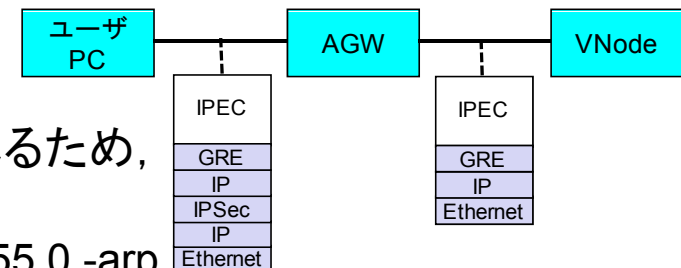 ユーザ
PC
AGW
VNode
IPEC
GRE
IP
IPSec
IP
Ethernet
IPEC
GRE
IP
Ethernet
るため,
55.0 -arp